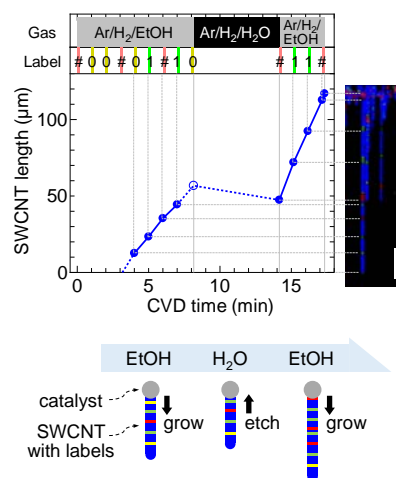 Gas Ar/H₂/EtOH Ar/H₂/H₂O Ar/H₂/
EtOH
Label # 0 0 # 0 1 # 1 0 # 1 1 #
SWCNT length (µm)
100
50
0
0 5 10 15
CVD time (min)
EtOH H₂O EtOH
catalyst
grow etch grow
SWCNT
with labels